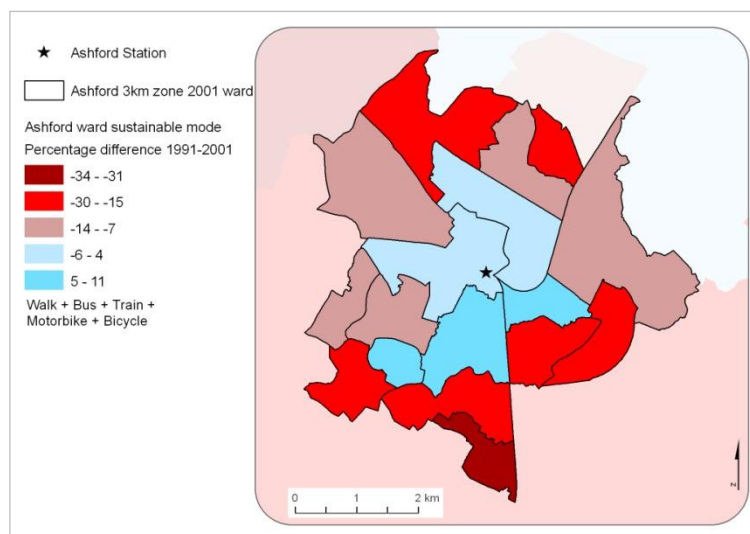 Ashford Station
Ashford 3km zone 2001 ward
Ashford ward sustainable mode
Percentage difference 1991-2001
-34 - -31
-30 - -15
-14 - -7
-6 - 4
5 - 11
Walk + Bus + Train +
Motorbike + Bicycle
0 1 2 km
N